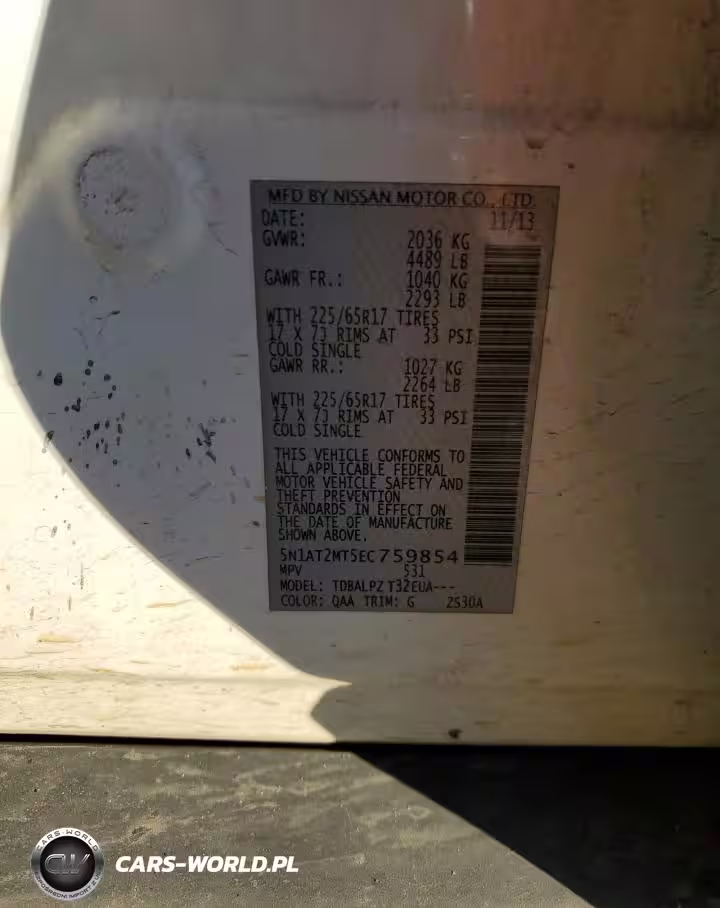 MFD BY NISSAN MOTOR CO., LTD.
DATE: 11/13
GVWR: 2036 KG
4489 LB
GAWR FR.: 1040 KG
2293 LB
WITH 225/65R17 TIRES
17 X 7J RIMS AT 33 PSI
COLD SINGLE
GAWR RR.: 1027 KG
2264 LB
WITH 225/65R17 TIRES
17 X 7J RIMS AT 33 PSI
COLD SINGLE
THIS VEHICLE CONFORMS TO
ALL APPLICABLE FEDERAL
MOTOR VEHICLE SAFETY AND
THEFT PREVENTION
STANDARDS IN EFFECT ON
THE DATE OF MANUFACTURE
SHOWN ABOVE.
5N1AT2MT5EC759854
MPV 531
MODEL: TDBALPZ T32EUA---
COLOR: QAA TRIM: G 2S30A
CARS-WORLD
CW
CARS-WORLD.PL